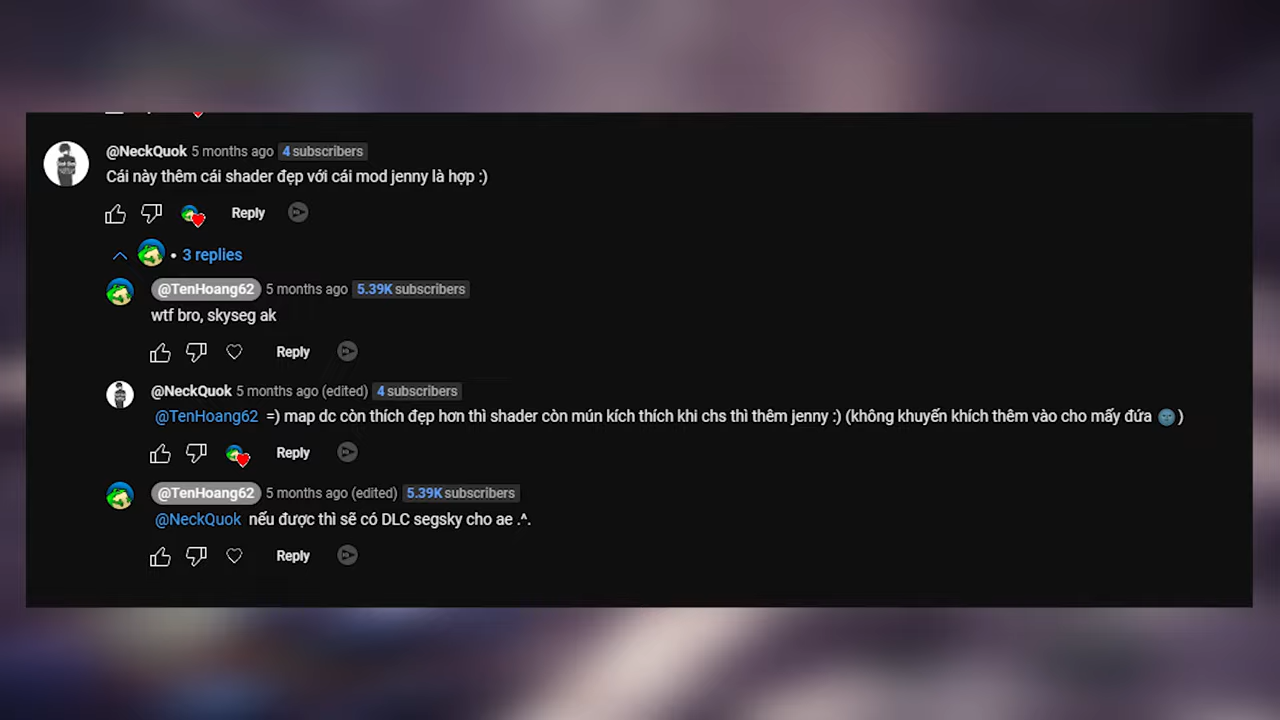 @NeckQuok 5 months ago 4 subscribers
Cái này thêm cái shader đẹp với cái mod jenny là hợp :)
Reply
• 3 replies
@TenHoang62 5 months ago 5.39K subscribers
wtf bro, skyseg ak
Reply
@NeckQuok 5 months ago (edited) 4 subscribers
@TenHoang62 =) map dc còn thích đẹp hơn thì shader còn mún kích thích khi chs thì thêm jenny :) (không khuyến khích thêm vào cho mấy đứa 🌚)
Reply
@TenHoang62 5 months ago (edited) 5.39K subscribers
@NeckQuok nếu được thì sẽ có DLC segsky cho ae .^.
Reply